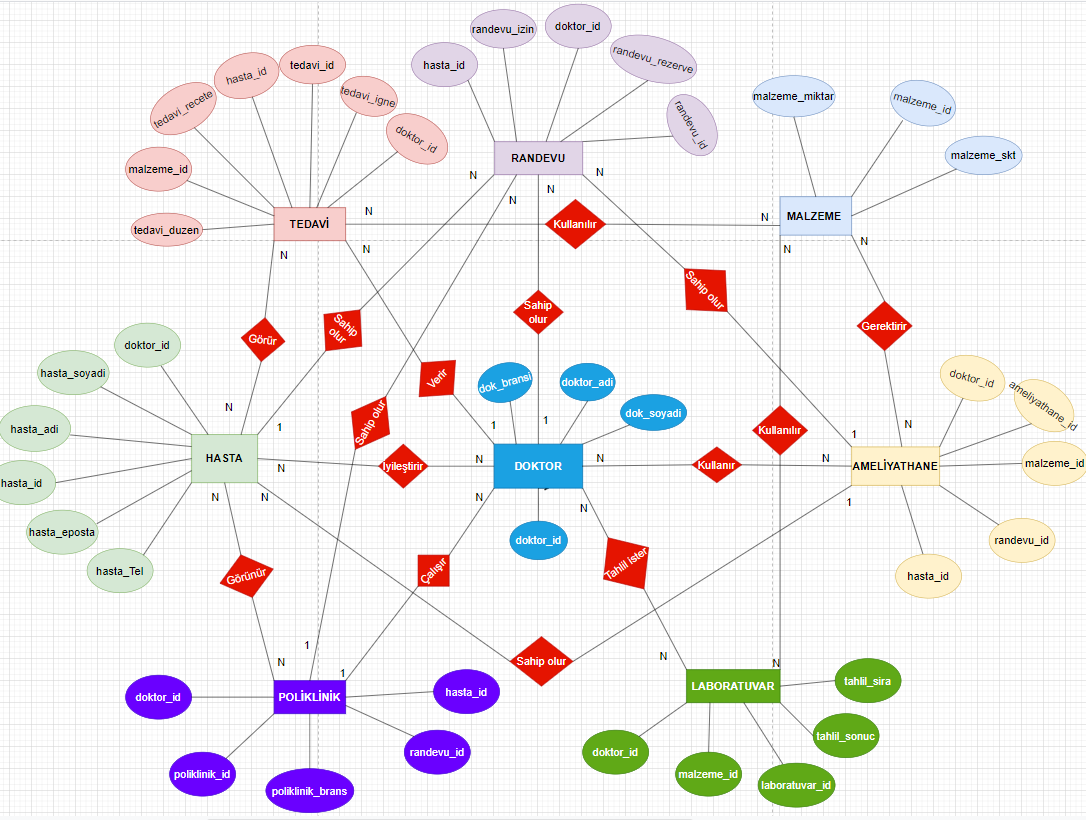 randevu_izin
doktor_id
hasta_id
randevu_rezerve
randevu_id
tedavi_id
hasta_id
tedavi_igne
tedavi_recete
doktor_id
malzeme_id
tedavi_duzen
malzeme_miktar
malzeme_id
malzeme_skt
RANDEVU
N
N
N
N
TEDAVİ
N
N
N
Kullanılır
N
MALZEME
N
N
Görür
Sahip
olur
Sahip
olur
Sahip olur
Gerektirir
Verir
Sahip olur
doktor_id
hasta_soyadi
hasta_adi
hasta_id
hasta_eposta
hasta_Tel
N
1
HASTA
N
N
N
İyileştirir
dok_bransi
doktor_adi
dok_soyadi
1
1
N
DOKTOR
N
N
N
doktor_id
Kullanır
Kullanılır
N
1
N
AMELİYATHANE
1
doktor_id
ameliyathane_id
malzeme_id
randevu_id
hasta_id
Görünür
Çalışır
Tahlil ister
Sahip olur
N
1
1
POLİKLİNİK
doktor_id
hasta_id
poliklinik_id
randevu_id
poliklinik_brans
N
N
LABORATUVAR
tahlil_sira
tahlil_sonuc
doktor_id
malzeme_id
laboratuvar_id